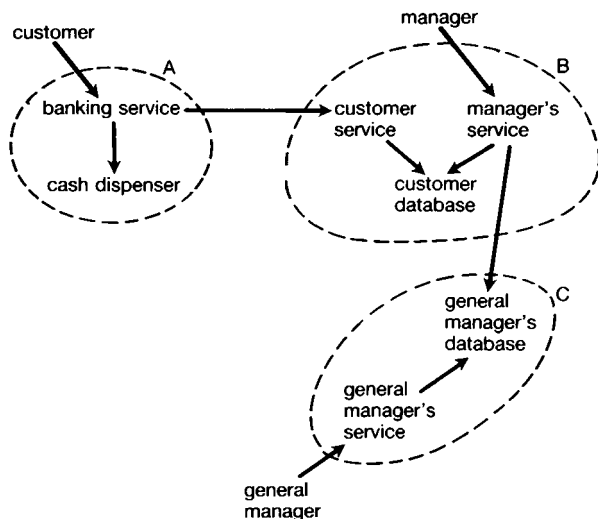 customer
A
banking service
cash dispenser
manager
B
customer
service
manager's
service
customer
database
C
general
manager's
database
general
manager's
service
general
manager